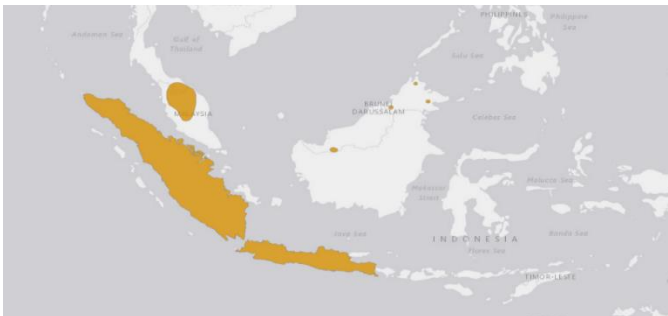 PHILIPPINES
Philippine
Sea
Andaman Sea
Gulf of
Thailand
Sulu Sea
BRUNEI
DARUSSALAM
MALAYSIA
Celebes Sea
Makassar
Strait
Molucca Sea
Java Sea
INDONESIA
Banda Sea
Flores Sea
TIMOR-LESTE